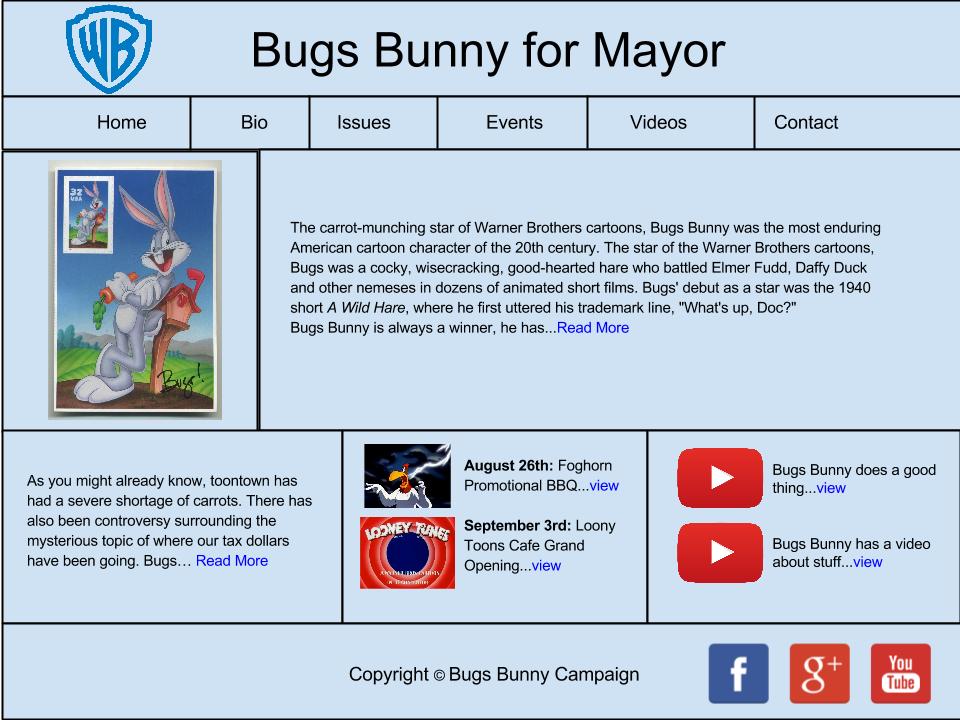 WB
Bugs Bunny for Mayor
Home
Bio
Issues
Events
Videos
Contact
32
USA
Bugs!
The carrot-munching star of Warner Brothers cartoons, Bugs Bunny was the most enduring
American cartoon character of the 20th century. The star of the Warner Brothers cartoons,
Bugs was a cocky, wisecracking, good-hearted hare who battled Elmer Fudd, Daffy Duck
and other nemeses in dozens of animated short films. Bugs' debut as a star was the 1940
short A Wild Hare, where he first uttered his trademark line, "What's up, Doc?"
Bugs Bunny is always a winner, he has...Read More
As you might already know, toontown has
had a severe shortage of carrots. There has
also been controversy surrounding the
mysterious topic of where our tax dollars
have been going. Bugs… Read More
August 26th: Foghorn
Promotional BBQ...view
LOONEY TUNES
September 3rd: Loony
Toons Cafe Grand
Opening...view
Bugs Bunny does a good
thing...view
Bugs Bunny has a video
about stuff...view
Copyright © Bugs Bunny Campaign
f
g+
You
Tube